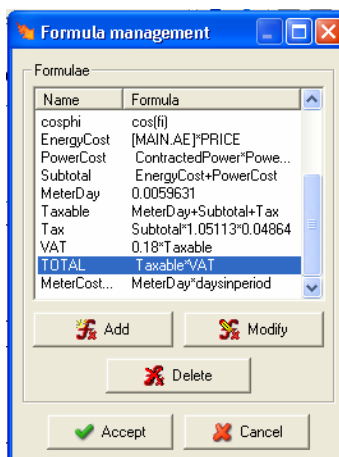 Formula management
Formulae
Name Formula
cosphi cos(fi)
EnergyCost [MAIN.AE]*PRICE
PowerCost ContractedPower*Powe...
Subtotal EnergyCost+PowerCost
MeterDay 0.0059631
Taxable MeterDay+Subtotal+Tax
Tax Subtotal*1.05113*0.04864
VAT 0.18*Taxable
TOTAL Taxable*VAT
MeterCost... MeterDay*daysinperiod
Add Modify
Delete
Accept Cancel